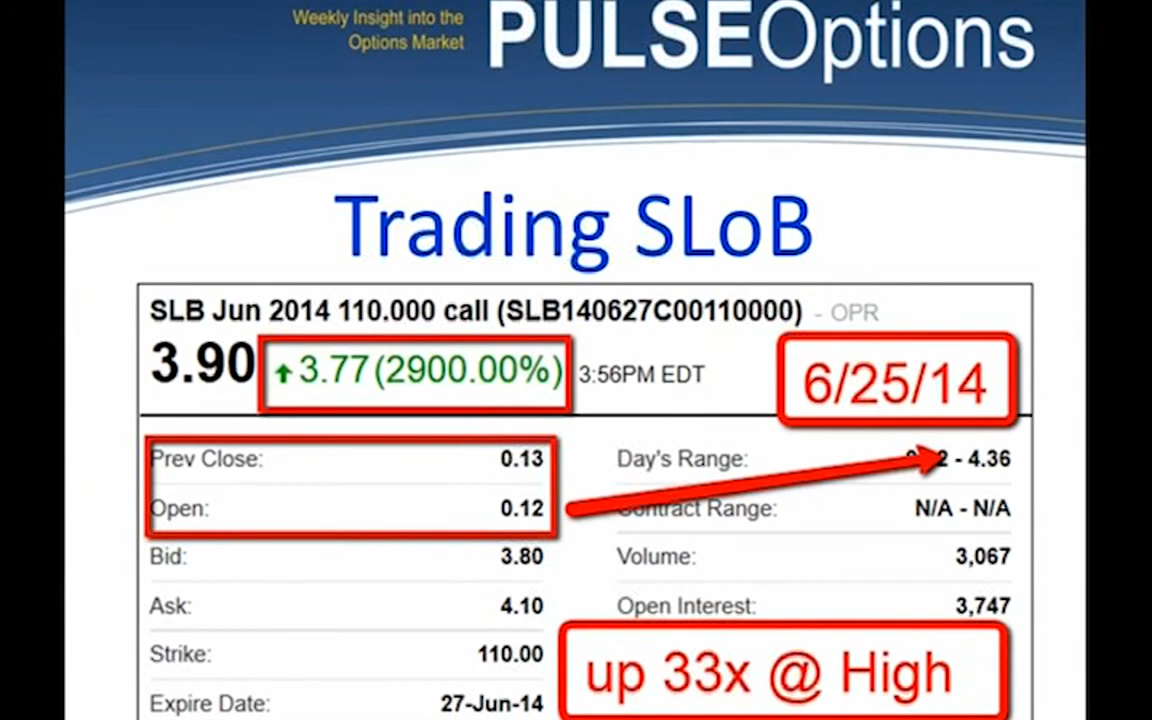 Weekly Insight into the
Options Market
PULSEOptions
Trading SLoB
SLB Jun 2014 110.000 call (SLB140627C00110000) - OPR
3.90 3.77(2900.00%) 3:56PM EDT
6/25/14
Prev Close: 0.13
Day's Range: - 4.36
Open: 0.12
Contract Range: N/A - N/A
Bid: 3.80
Volume: 3,067
Ask: 4.10
Open Interest: 3,747
Strike: 110.00
Expire Date: 27-Jun-14
up 33x @ High